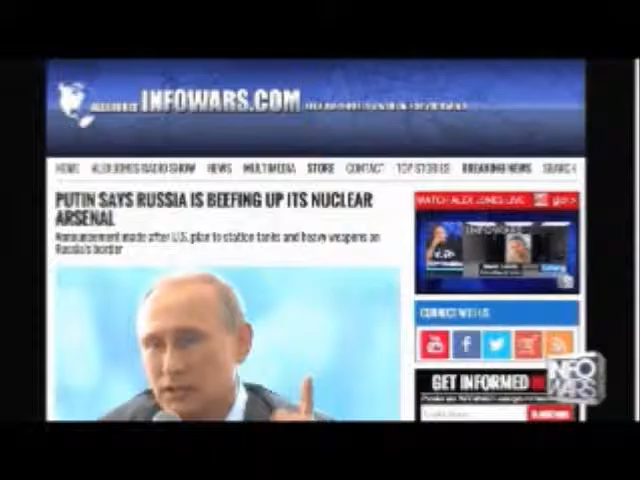 INFOWARS.COM
HOME ALEX JONES RADIO SHOW NEWS MULTIMEDIA STORE CONTACT TOP STORIES BREAKING NEWS SEARCH
PUTIN SAYS RUSSIA IS BEEFING UP ITS NUCLEAR
ARSENAL
Announcement made after U.S. plan to station tanks and heavy weapons on
Russia's border
WATCH ALEX JONES LIVE
INFOWARS
CONNECT WITH US
GET INFORMED
INFO
WARS